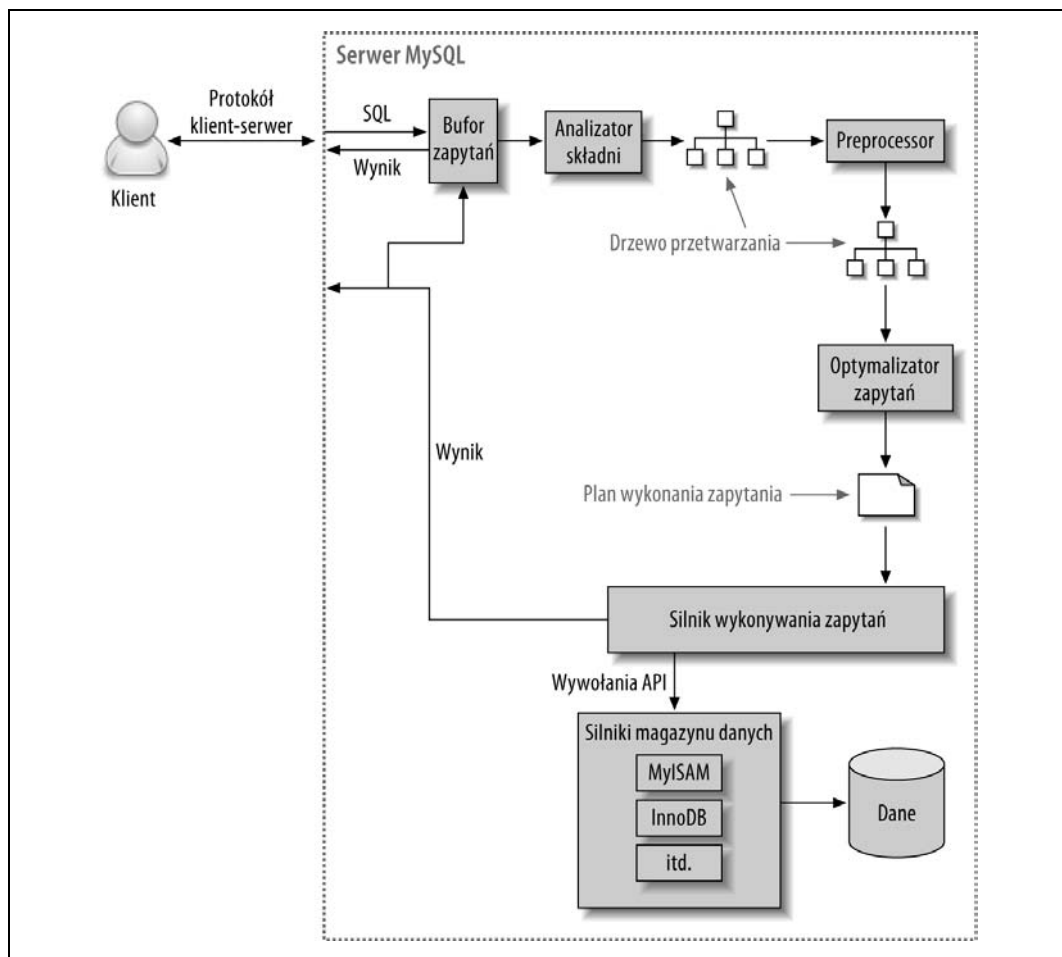 Serwer MySQL
Protokół
klient-serwer
Klient
SQL
Wynik
Bufor
zapytań
Analizator
składni
Preprocessor
Drzewo przetwarzania
Optymalizator
zapytań
Wynik
Plan wykonania zapytania
Silnik wykonywania zapytań
Wywołania API
Silniki magazynu danych
MyISAM
InnoDB
itd.
Dane